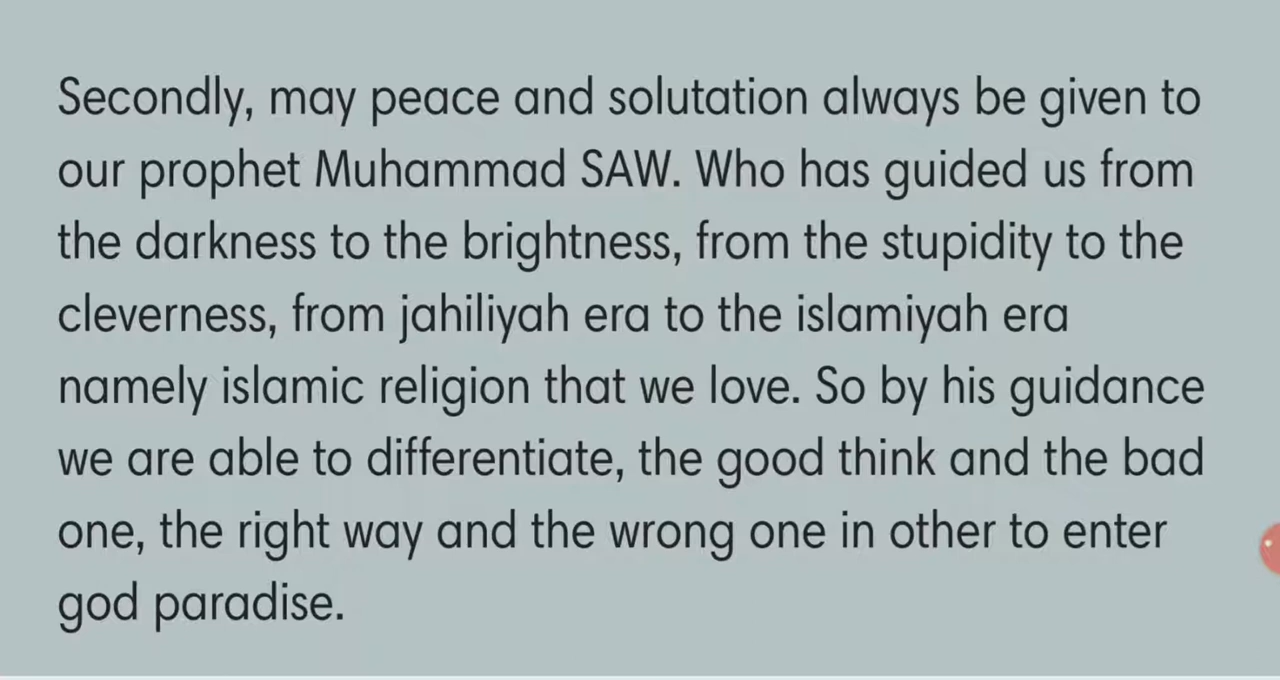 Secondly, may peace and solutation always be given to
our prophet Muhammad SAW. Who has guided us from
the darkness to the brightness, from the stupidity to the
cleverness, from jahiliyah era to the islamiyah era
namely islamic religion that we love. So by his guidance
we are able to differentiate, the good think and the bad
one, the right way and the wrong one in other to enter
god paradise.